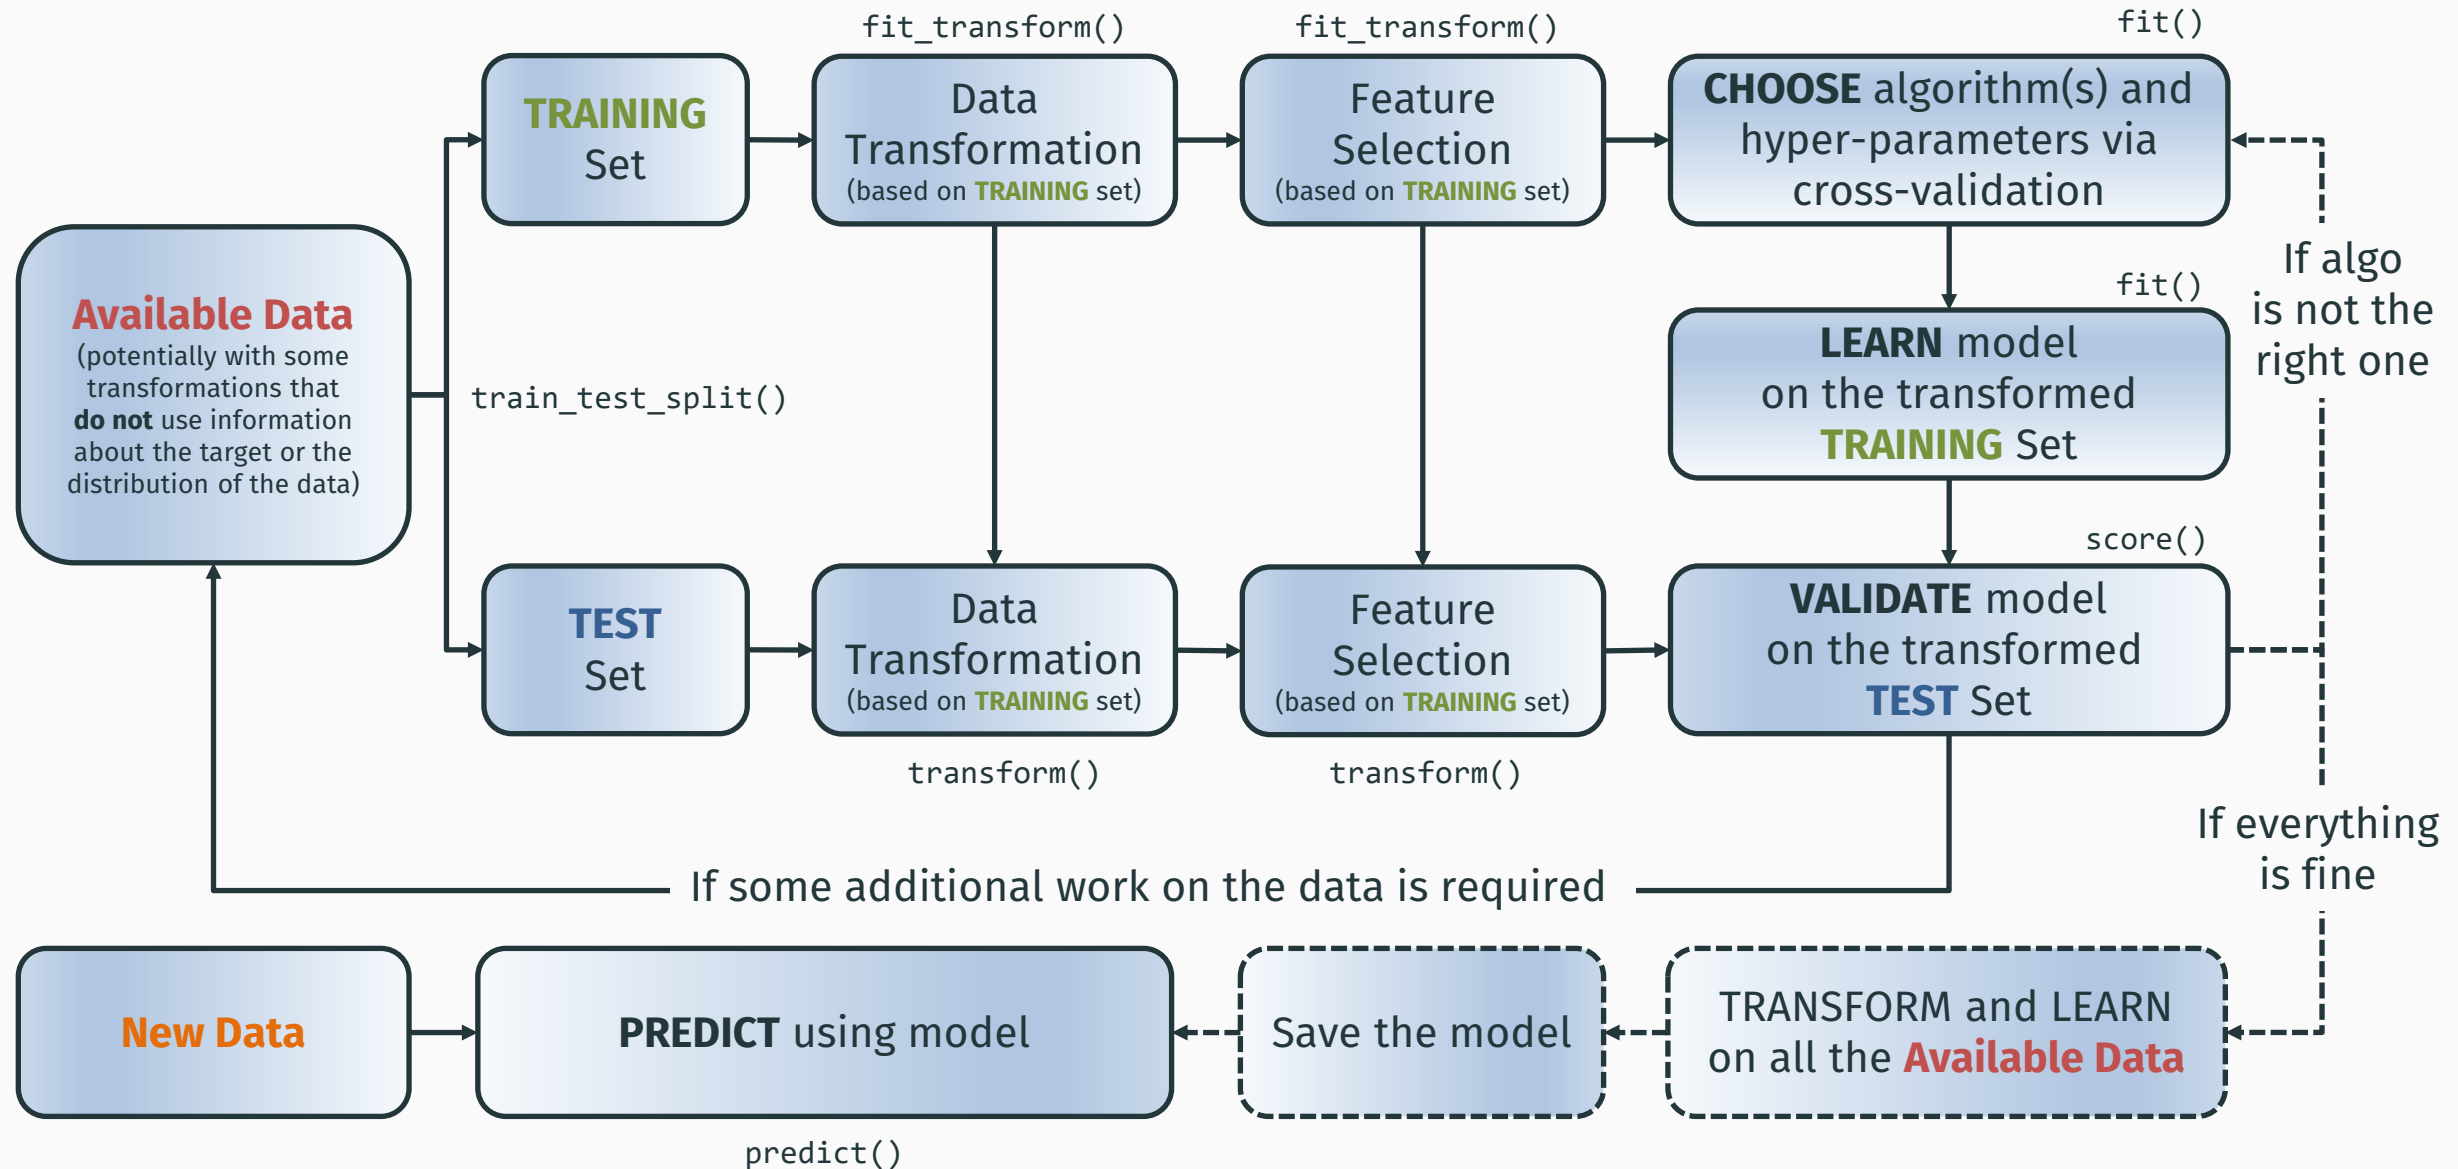 fit_transform()
fit_transform()
fit()
TRAINING
Set
Data
Transformation
(based on TRAINING set)
Feature
Selection
(based on TRAINING set)
CHOOSE algorithm(s) and
hyper-parameters via
cross-validation
If algo
is not the
right one
Available Data
(potentially with some
transformations that
do not use information
about the target or the
distribution of the data)
train_test_split()
fit()
LEARN model
on the transformed
TRAINING Set
score()
TEST
Set
Data
Transformation
(based on TRAINING set)
Feature
Selection
(based on TRAINING set)
VALIDATE model
on the transformed
TEST Set
transform()
transform()
If everything
is fine
If some additional work on the data is required
New Data
PREDICT using model
Save the model
TRANSFORM and LEARN
on all the Available Data
predict()